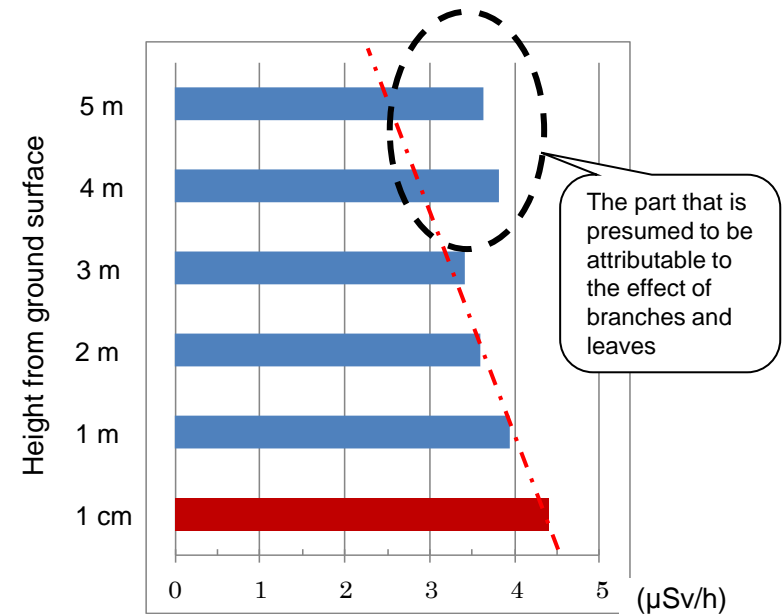 Height from ground surface
5 m
4 m
3 m
2 m
1 m
1 cm
The part that is
presumed to be
attributable to
the effect of
branches and
leaves
0 1 2 3 4 5
(μSv/h)